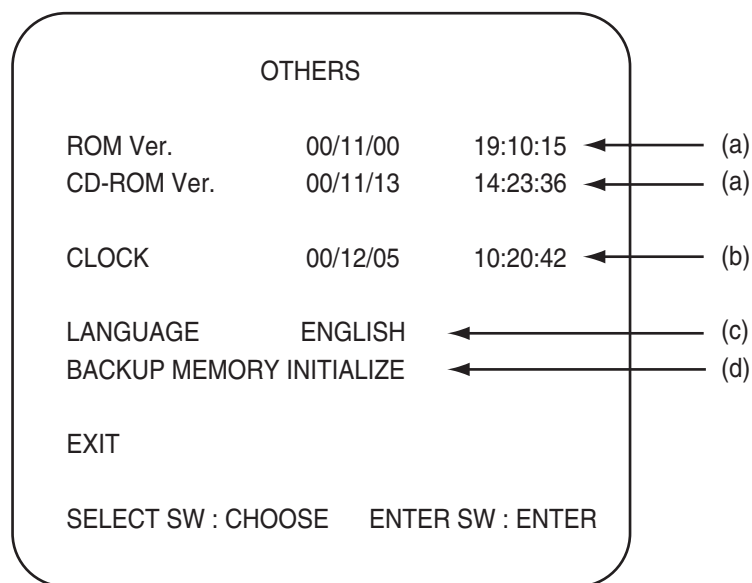 OTHERS
ROM Ver. 00/11/00 19:10:15 (a)
CD-ROM Ver. 00/11/13 14:23:36 (a)
CLOCK 00/12/05 10:20:42 (b)
LANGUAGE ENGLISH (c)
BACKUP MEMORY INITIALIZE (d)
EXIT
SELECT SW : CHOOSE ENTER SW : ENTER